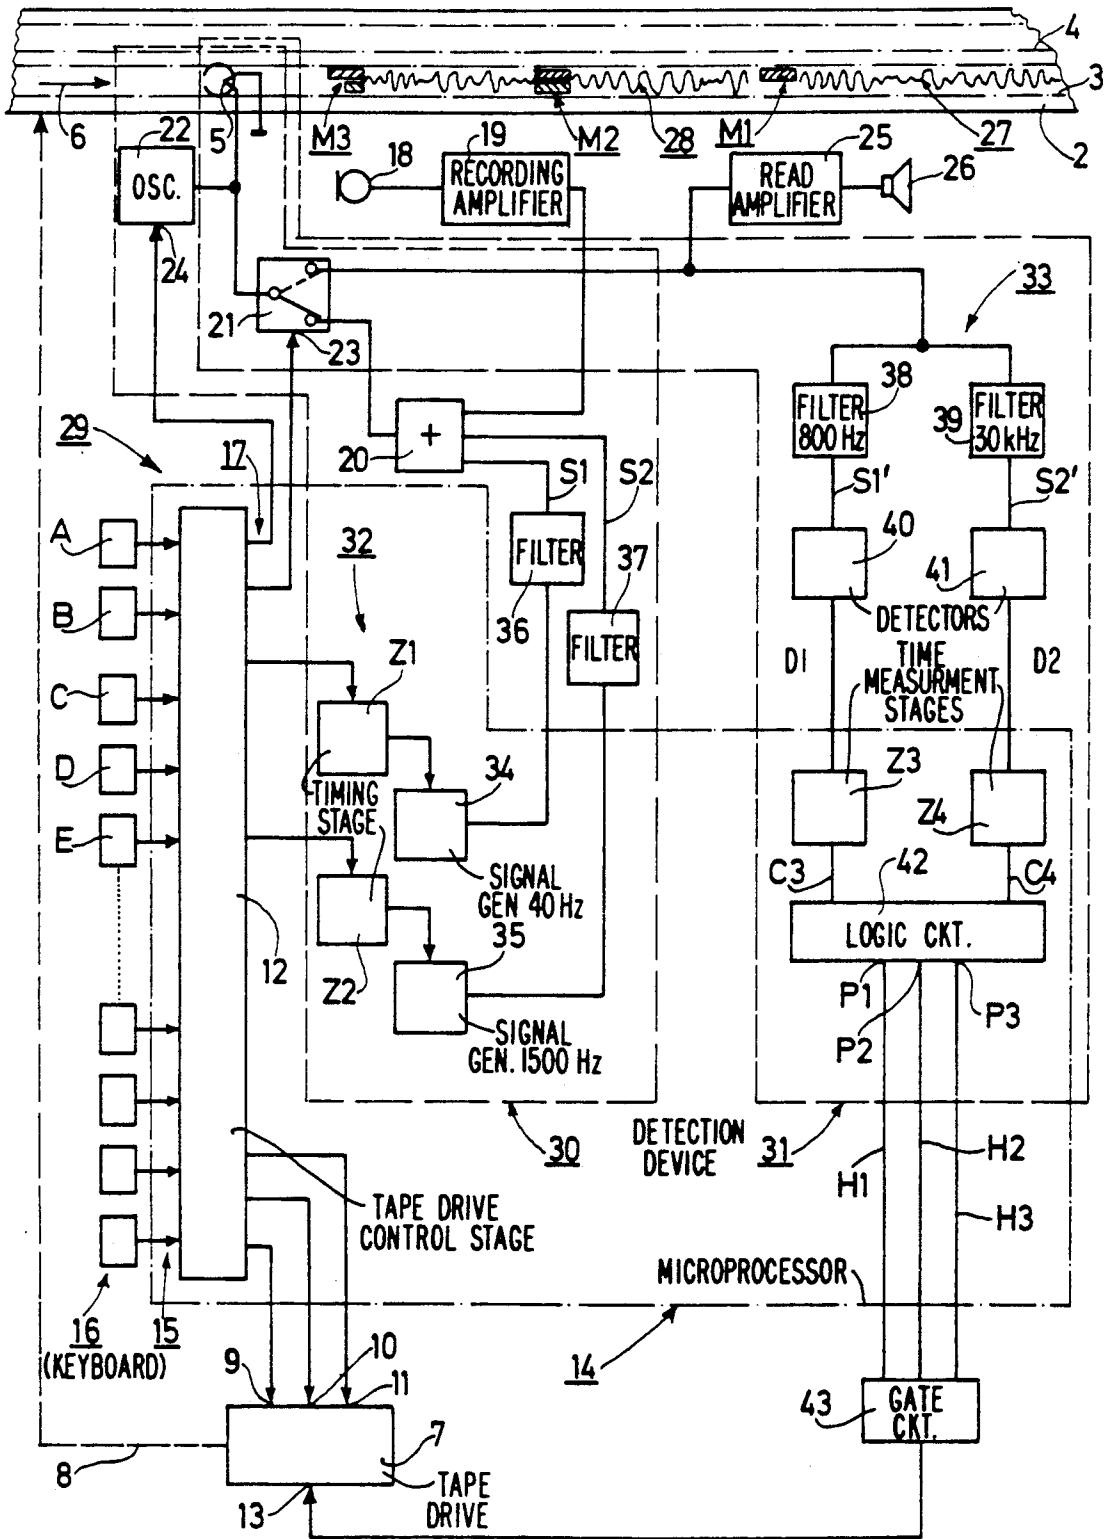 4
3
6
5
M3
M2
28
M1
27
2
22
OSC.
24
18
19
RECORDING
AMPLIFIER
25
READ
AMPLIFIER
26
21
23
33
20
+
S1
S2
FILTER
800 Hz
38
39
FILTER
30 kHz
S1'
S2'
29
17
A
B
C
D
E
32
FILTER
36
37
FILTER
40
41
DETECTORS
D1
D2
TIME
MEASURMENT
STAGES
Z1
TIMING
STAGE
34
SIGNAL
GEN 40 Hz
Z3
Z4
C3
42
C4
LOGIC CKT.
12
Z2
35
SIGNAL
GEN. 1500 Hz
P1
P2
P3
30
DETECTION
DEVICE
31
H1
H2
H3
TAPE DRIVE
CONTROL STAGE
MICROPROCESSOR
16
(KEYBOARD)
15
9
10
11
14
43
GATE
CKT.
8
7
TAPE
DRIVE
13